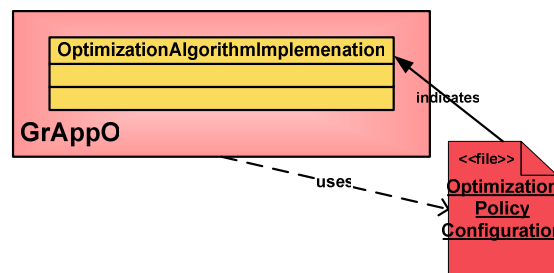 OptimizationAlgorithmImplemenation
indicates
GrAppO
<<file>>
uses
Optimization
Policy
Configuration